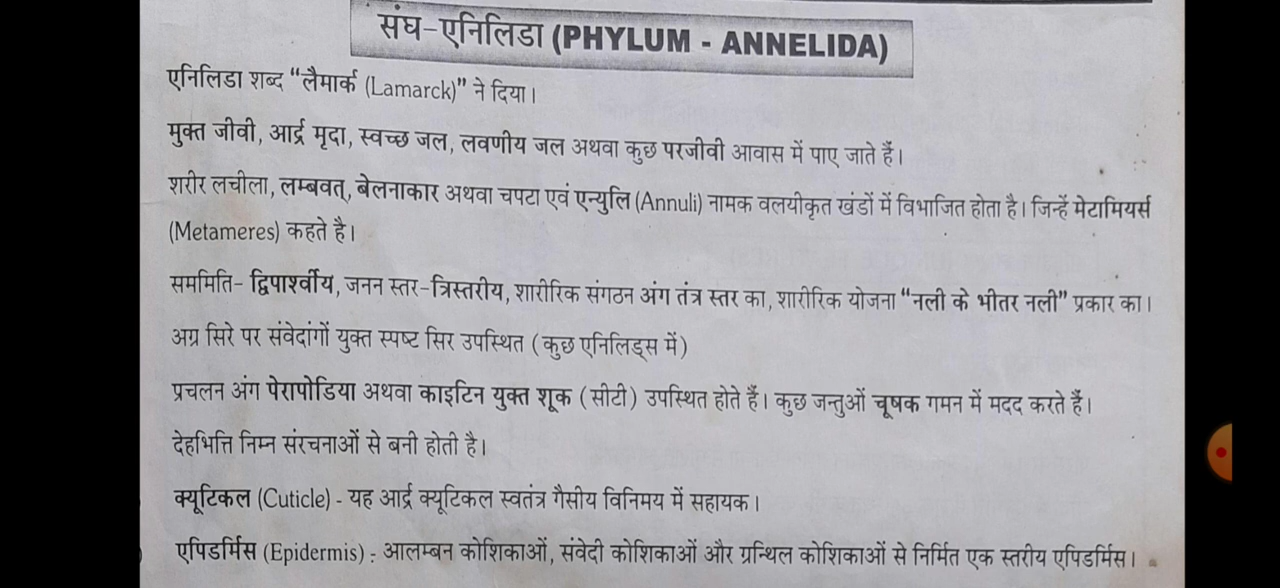 संघ-एनिलिडा (PHYLUM - ANNELIDA)
एनिलिडा शब्द “लैमार्क (Lamarck)” ने दिया।
मुक्त जीवी, आर्द्र मृदा, स्वच्छ जल, लवणीय जल अथवा कुछ परजीवी आवास में पाए जाते हैं।
शरीर लचीला, लम्बवत्, बेलनाकार अथवा चपटा एवं एन्युलि (Annuli) नामक वलयीकृत खंडों में विभाजित होता है। जिन्हें मेटामियर्स
(Metameres) कहते है।
सममिति- द्विपार्श्वीय, जनन स्तर-त्रिस्तरीय, शारीरिक संगठन अंग तंत्र स्तर का, शारीरिक योजना “नली के भीतर नली” प्रकार का।
अग्र सिरे पर संवेदांगों युक्त स्पष्ट सिर उपस्थित (कुछ एनिलिड्स में)
प्रचलन अंग पेरापोडिया अथवा काइटिन युक्त शूक (सीटी) उपस्थित होते हैं। कुछ जन्तुओं चूषक गमन में मदद करते हैं।
देहभित्ति निम्न संरचनाओं से बनी होती है।
क्यूटिकल (Cuticle) - यह आर्द्र क्यूटिकल स्वतंत्र गैसीय विनिमय में सहायक।
एपिडर्मिस (Epidermis) : आलम्बन कोशिकाओं, संवेदी कोशिकाओं और ग्रन्थिल कोशिकाओं से निर्मित एक स्तरीय एपिडर्मिस।